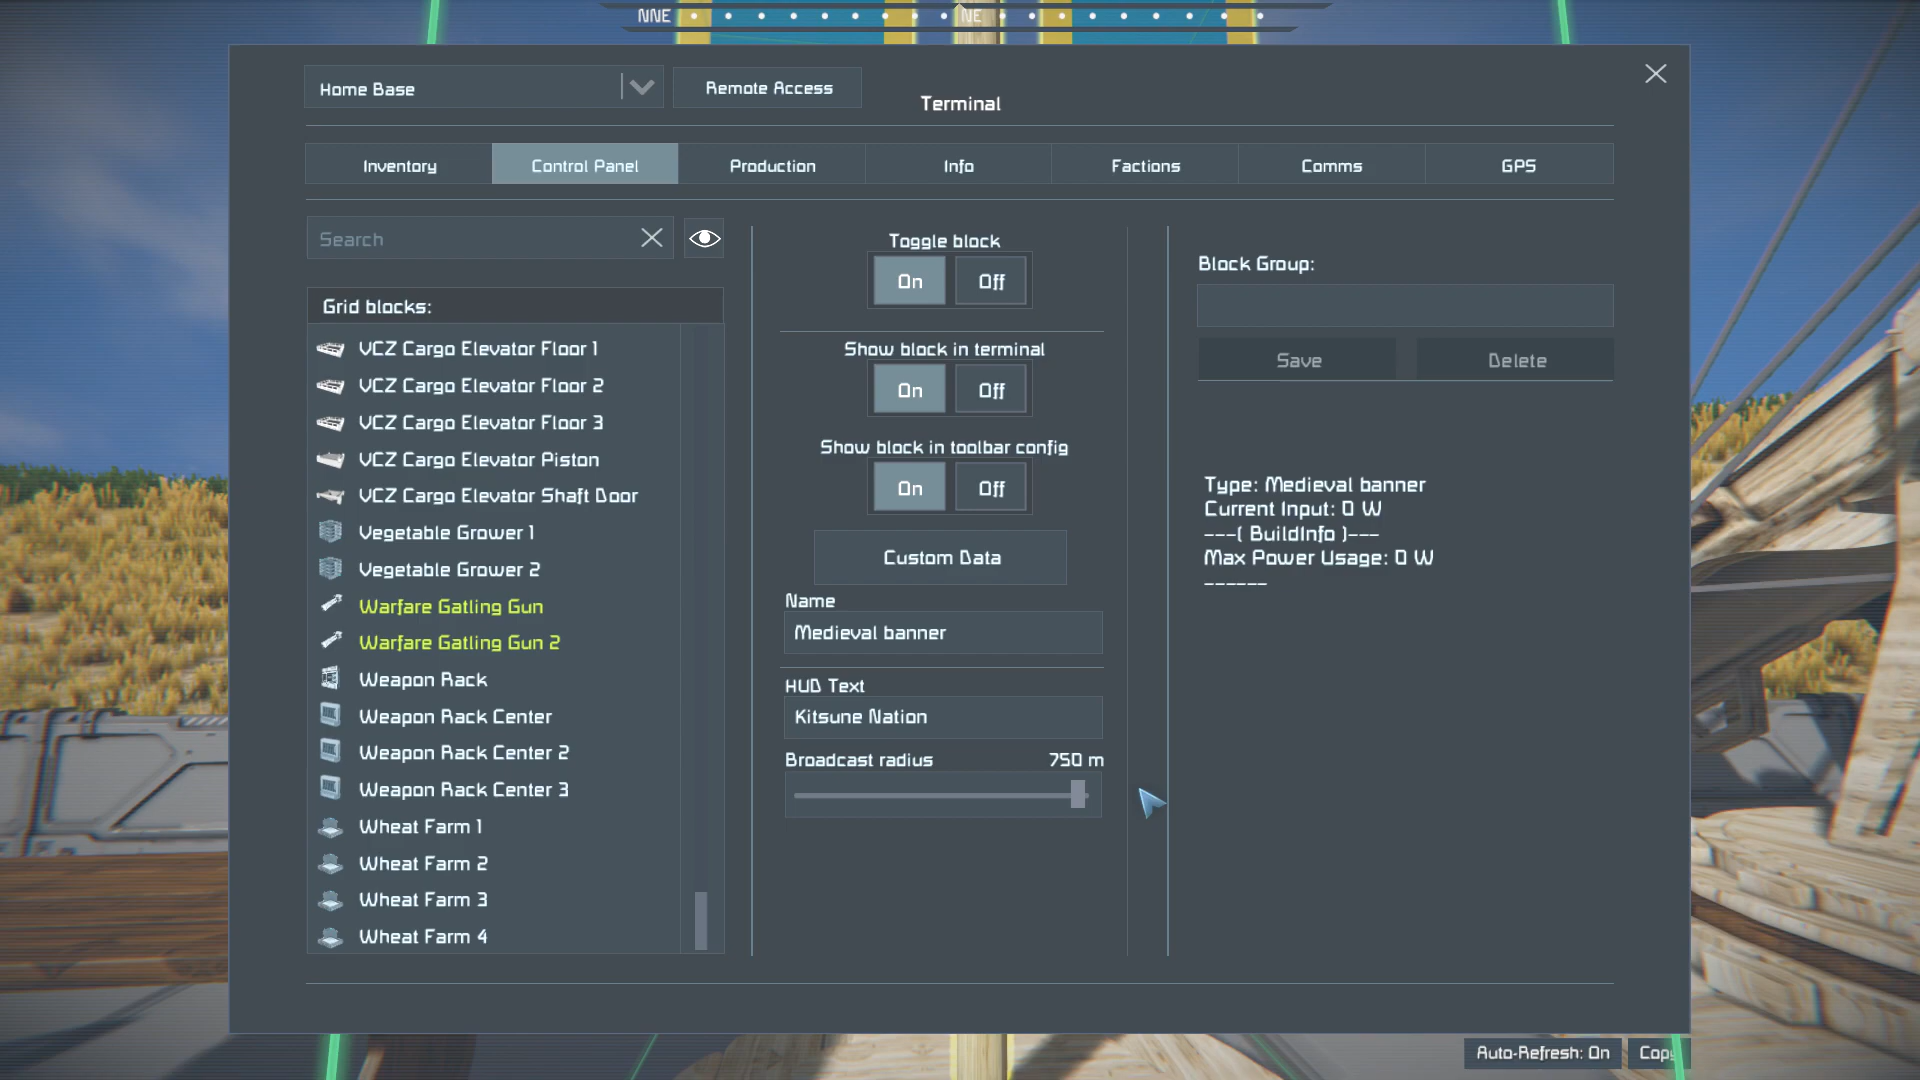 NNE
NE
Home Base
Remote Access
Terminal
Inventory
Control Panel
Production
Info
Factions
Comms
GPS
Search
Grid blocks:
VCZ Cargo Elevator Floor 1
VCZ Cargo Elevator Floor 2
VCZ Cargo Elevator Floor 3
VCZ Cargo Elevator Piston
VCZ Cargo Elevator Shaft Door
Vegetable Grower 1
Vegetable Grower 2
Warfare Gatling Gun
Warfare Gatling Gun 2
Weapon Rack
Weapon Rack Center
Weapon Rack Center 2
Weapon Rack Center 3
Wheat Farm 1
Wheat Farm 2
Wheat Farm 3
Wheat Farm 4
Toggle block
On Off
Show block in terminal
On Off
Show block in toolbar config
On Off
Custom Data
Name
Medieval banner
HUD Text
Kitsune Nation
Broadcast radius 750 m
Block Group:
Save Delete
Type: Medieval banner
Current Input: 0 W
---( BuildInfo )---
Max Power Usage: 0 W
------
Auto-Refresh: On
Copy